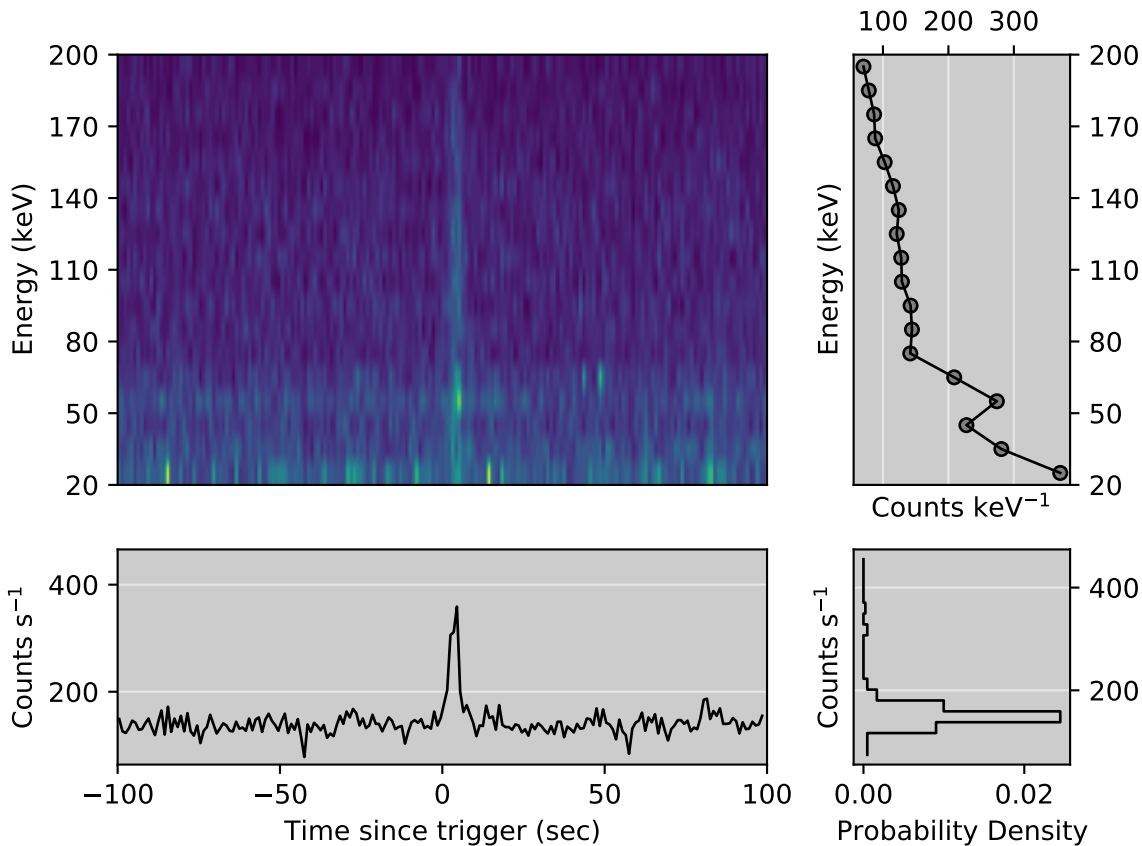 100 200 300
200 200
170 170
140 140
110 110
80 80
50 50
20 20
Energy (keV)
Energy (keV)
Counts keV⁻¹
400 400
200 200
Counts s⁻¹
Counts s⁻¹
−100 −50 0 50 100 0.00 0.02
Time since trigger (sec) Probability Density